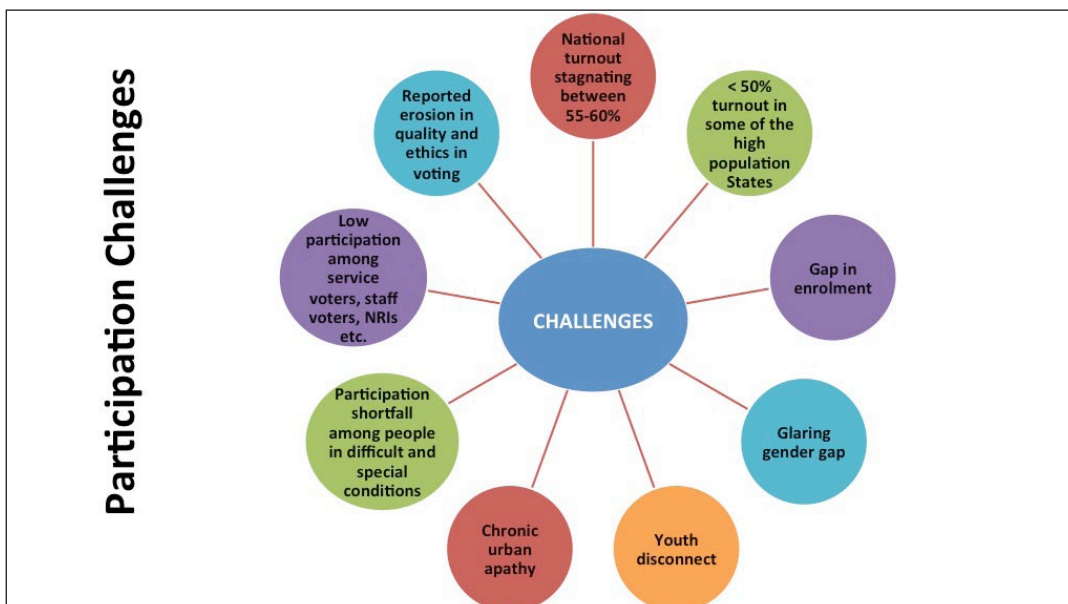 Participation Challenges
National
turnout
stagnating
between
55-60%
< 50%
turnout in
some of the
high
population
States
Gap in
enrolment
Glaring
gender gap
Youth
disconnect
Chronic
urban
apathy
Participation
shortfall
among people
in difficult and
special
conditions
Low
participation
among
service
voters, staff
voters, NRIs
etc.
Reported
erosion in
quality and
ethics in
voting
CHALLENGES